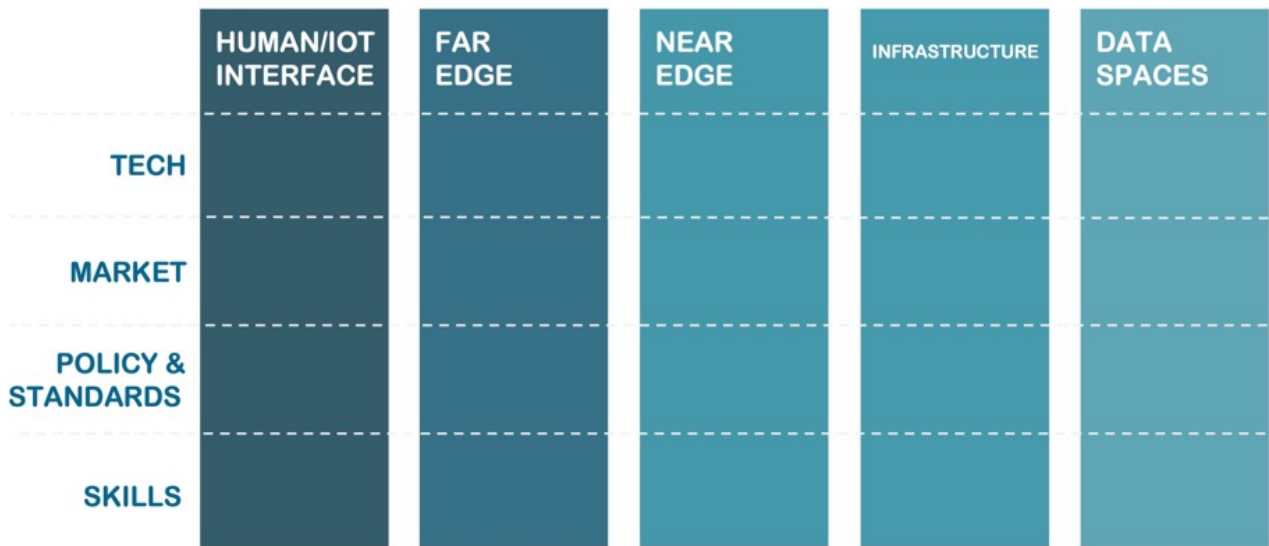 HUMAN/IOT
INTERFACE
FAR
EDGE
NEAR
EDGE
INFRASTRUCTURE
DATA
SPACES
TECH
MARKET
POLICY &
STANDARDS
SKILLS